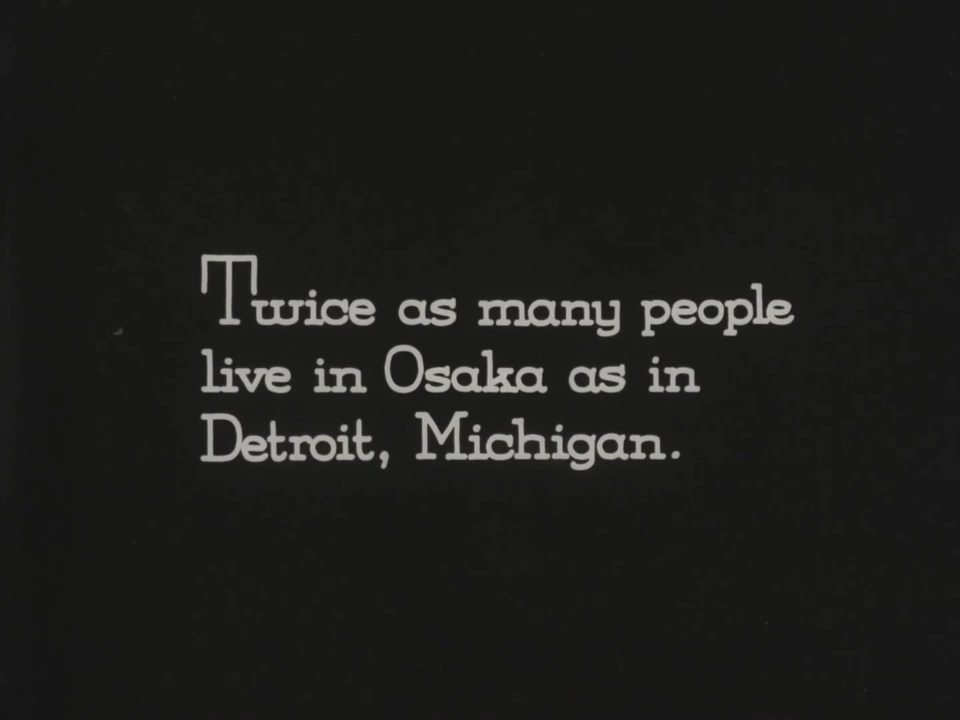 Twice as many people
live in Osaka as in
Detroit, Michigan.